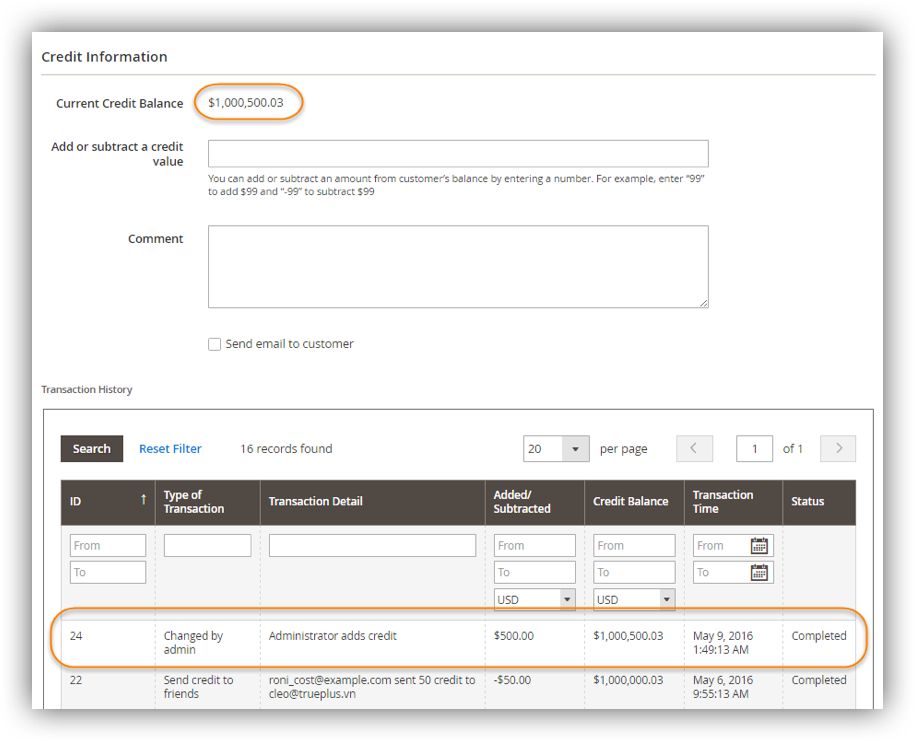 Credit Information
Current Credit Balance $1,000,500.03
Add or subtract a credit
value
You can add or subtract an amount from customer's balance by entering a number. For example, enter "99"
to add $99 and "-99" to subtract $99
Comment
Send email to customer
Transaction History
Search Reset Filter 16 records found 20 per page 1 of 1
ID ↑ Type of Transaction Transaction Detail Added/ Subtracted Credit Balance Transaction Time Status
From From From From
To To To To
USD USD
24 Changed by admin Administrator adds credit $500.00 $1,000,500.03 May 9, 2016 1:49:13 AM Completed
22 Send credit to friends roni_cost@example.com sent 50 credit to cleo@trueplus.vn -$50.00 $1,000,000.03 May 6, 2016 9:55:13 AM Completed